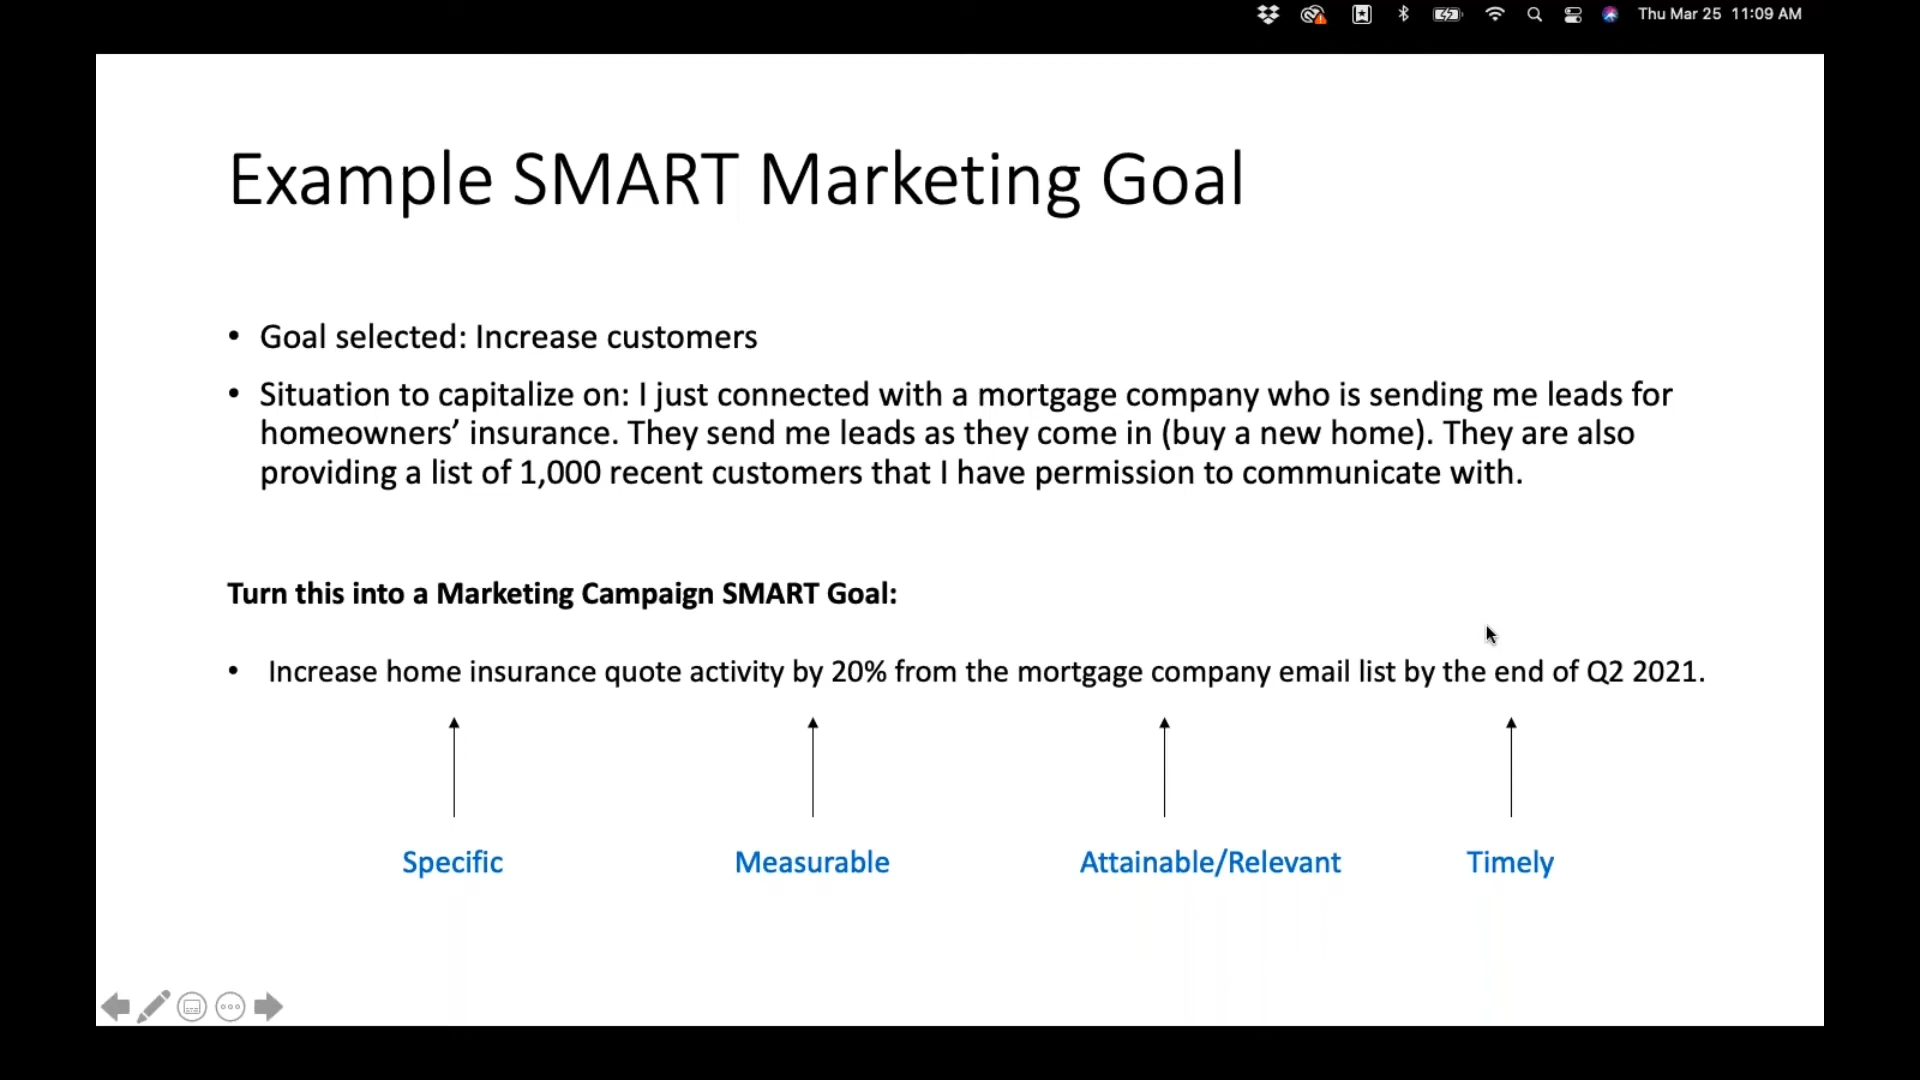 Thu Mar 25 11:09 AM
Example SMART Marketing Goal
• Goal selected: Increase customers
• Situation to capitalize on: I just connected with a mortgage company who is sending me leads for
homeowners’ insurance. They send me leads as they come in (buy a new home). They are also
providing a list of 1,000 recent customers that I have permission to communicate with.
Turn this into a Marketing Campaign SMART Goal:
• Increase home insurance quote activity by 20% from the mortgage company email list by the end of Q2 2021.
Specific Measurable Attainable/Relevant Timely